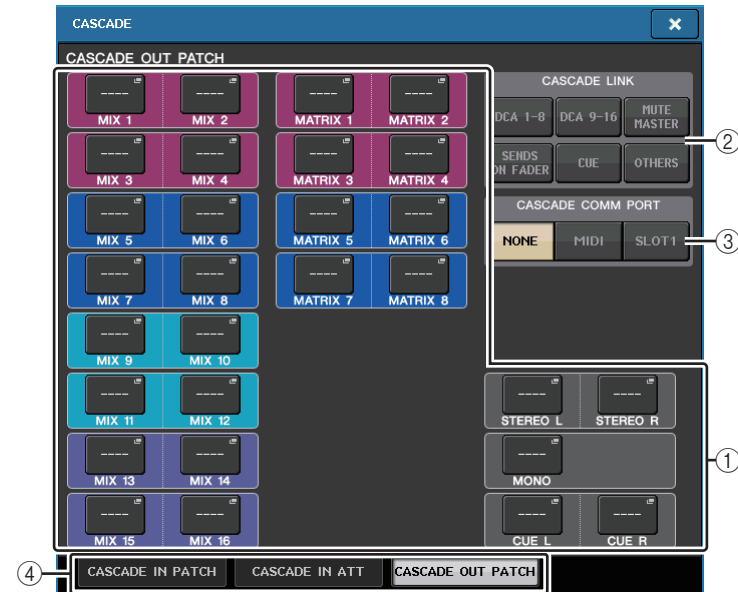 CASCADE
CASCADE OUT PATCH
----
MIX 1
----
MIX 2
----
MATRIX 1
----
MATRIX 2
----
MIX 3
----
MIX 4
----
MATRIX 3
----
MATRIX 4
----
MIX 5
----
MIX 6
----
MATRIX 5
----
MATRIX 6
----
MIX 7
----
MIX 8
----
MATRIX 7
----
MATRIX 8
----
MIX 9
----
MIX 10
----
MIX 11
----
MIX 12
----
MIX 13
----
MIX 14
----
MIX 15
----
MIX 16
CASCADE LINK
DCA 1-8
DCA 9-16
MUTE
MASTER
SENDS
ON FADER
CUE
OTHERS
②
CASCADE COMM PORT
NONE
MIDI
SLOT1
③
----
STEREO L
----
STEREO R
----
MONO
----
CUE L
----
CUE R
①
④
CASCADE IN PATCH
CASCADE IN ATT
CASCADE OUT PATCH